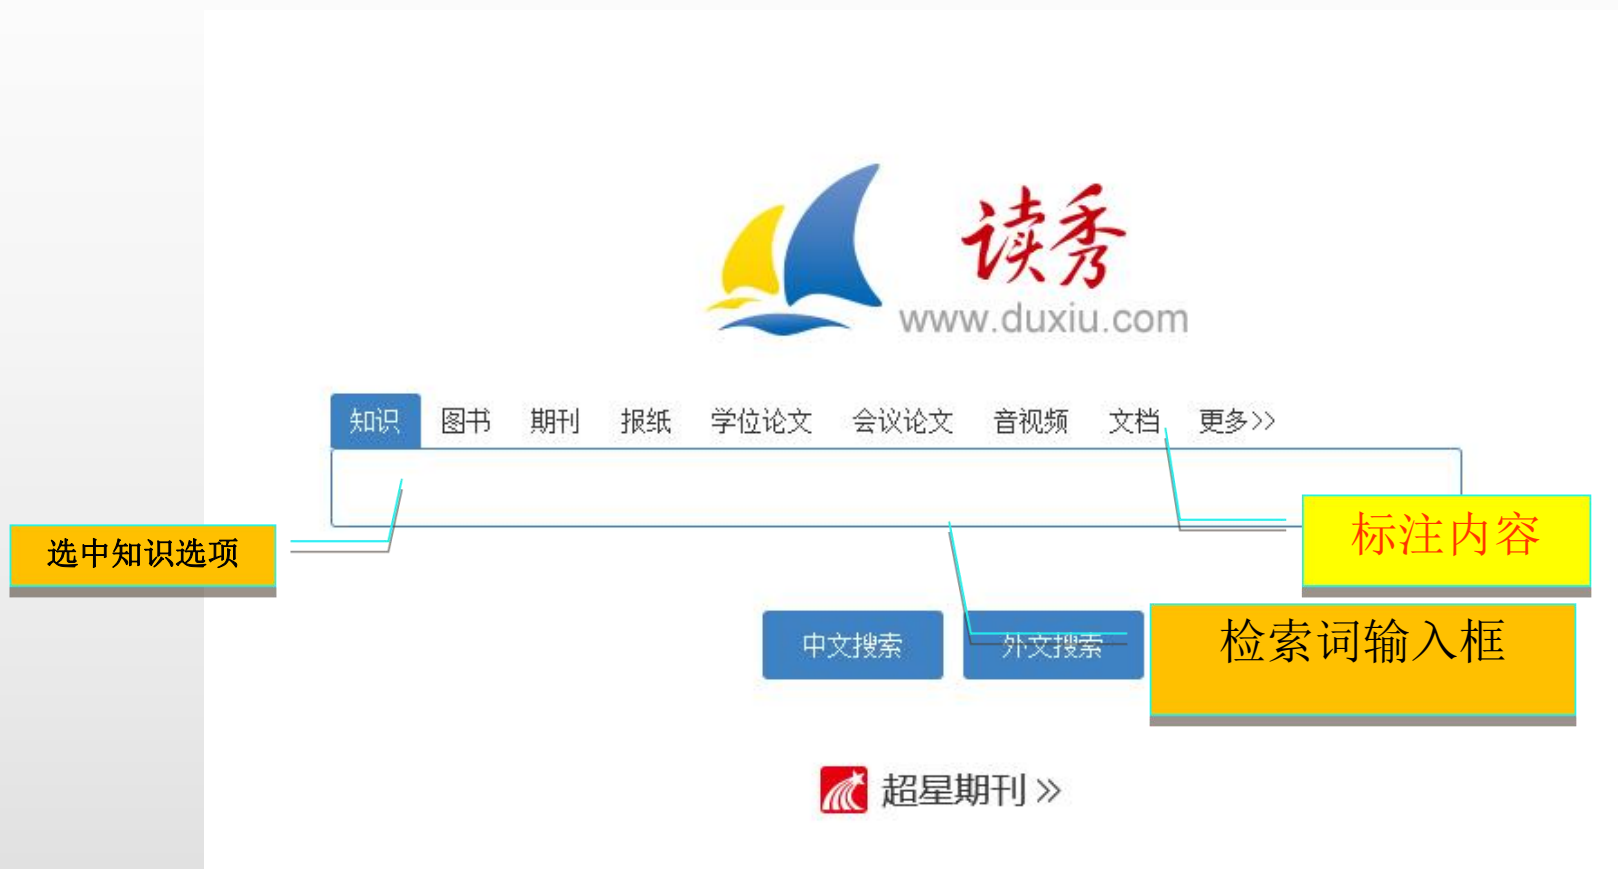 读秀
www.duxiu.com
知识 图书 期刊 报纸 学位论文 会议论文 音视频 文档 更多>>
标注内容
选中知识选项
检索词输入框
中文搜索 外文搜索
超星期刊 »